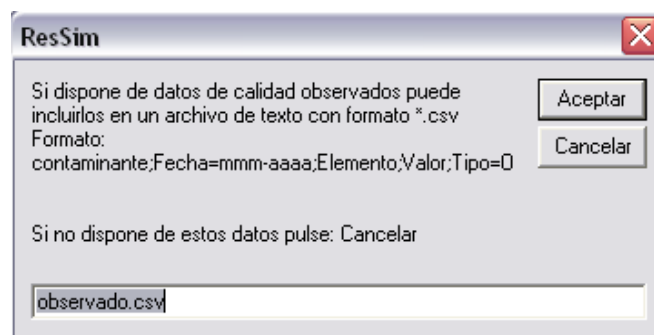 ResSim
Si dispone de datos de calidad observados puede
incluirlos en un archivo de texto con formato *.csv
Formato:
contaminante;Fecha=mmm-aaaa;Elemento;Valor;Tipo=O
Aceptar
Cancelar
Si no dispone de estos datos pulse: Cancelar
observado.csv